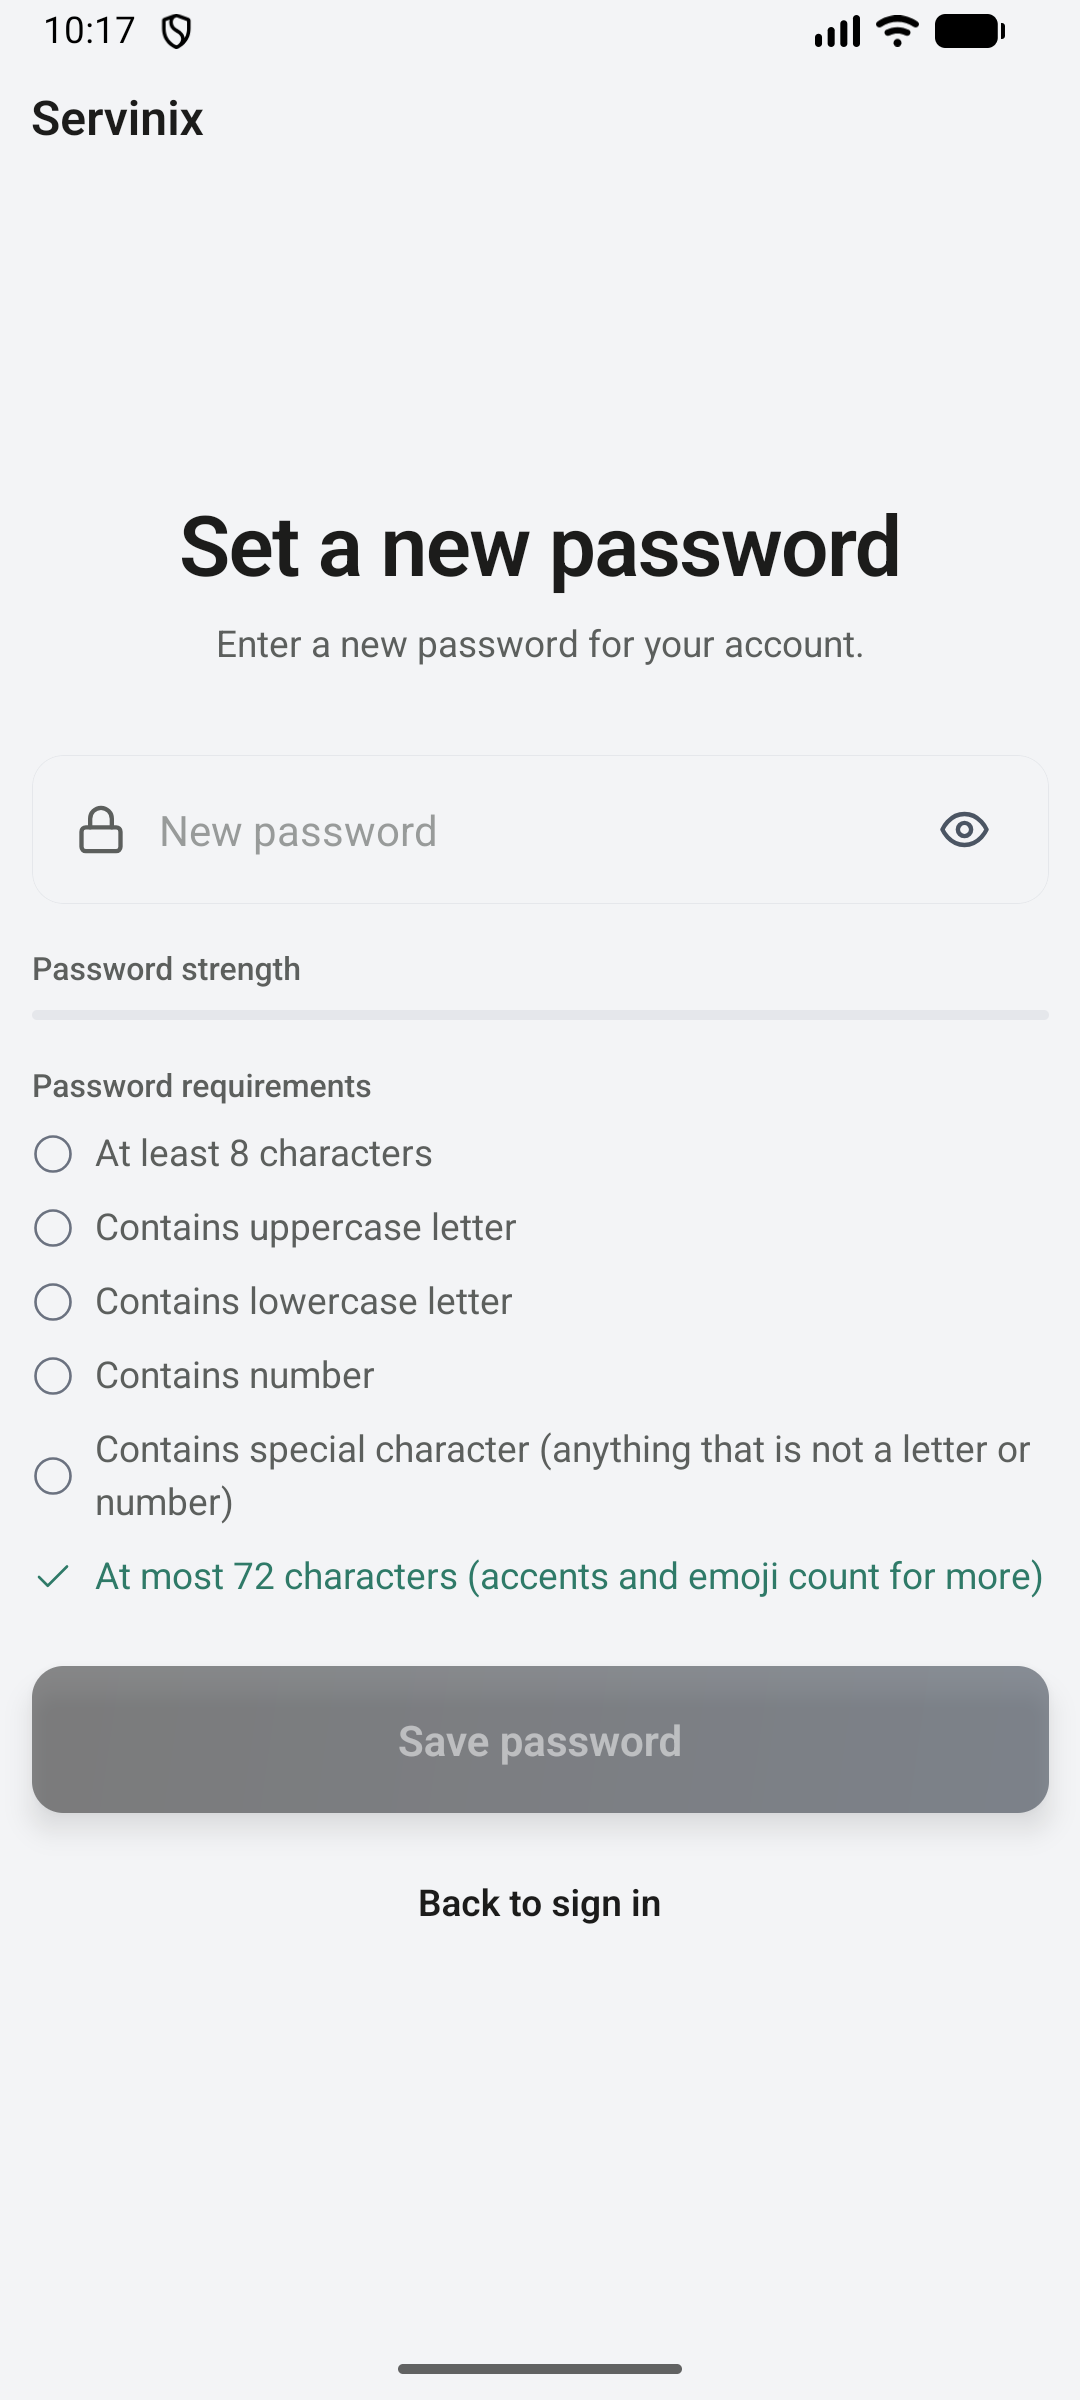 10:17
Servinix
Set a new password
Enter a new password for your account.
New password
Password strength
Password requirements
At least 8 characters
Contains uppercase letter
Contains lowercase letter
Contains number
Contains special character (anything that is not a letter or
number)
At most 72 characters (accents and emoji count for more)
Save password
Back to sign in